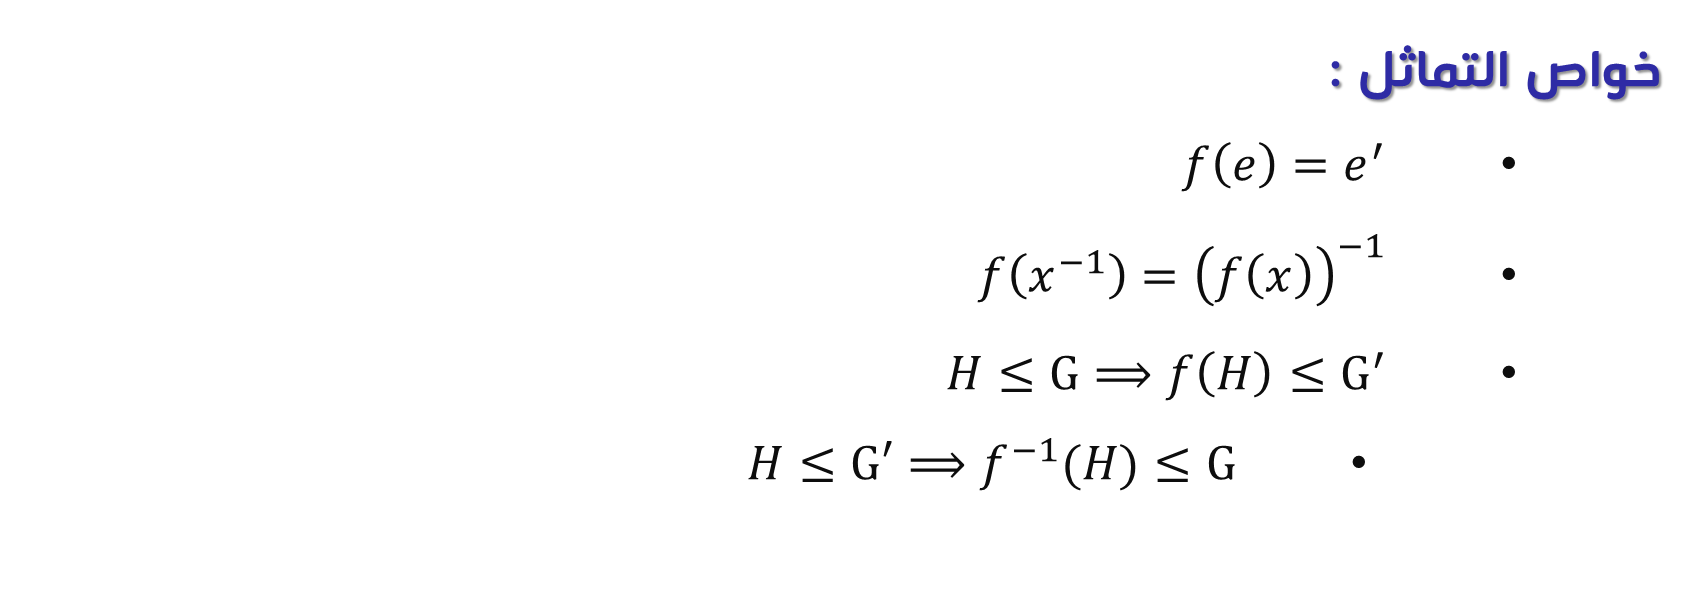 خواص التماثل :
• f(e) = e′
• f(x⁻¹) = (f(x))⁻¹
• H ≤ G ⟹ f(H) ≤ G′
• H ≤ G′ ⟹ f⁻¹(H) ≤ G